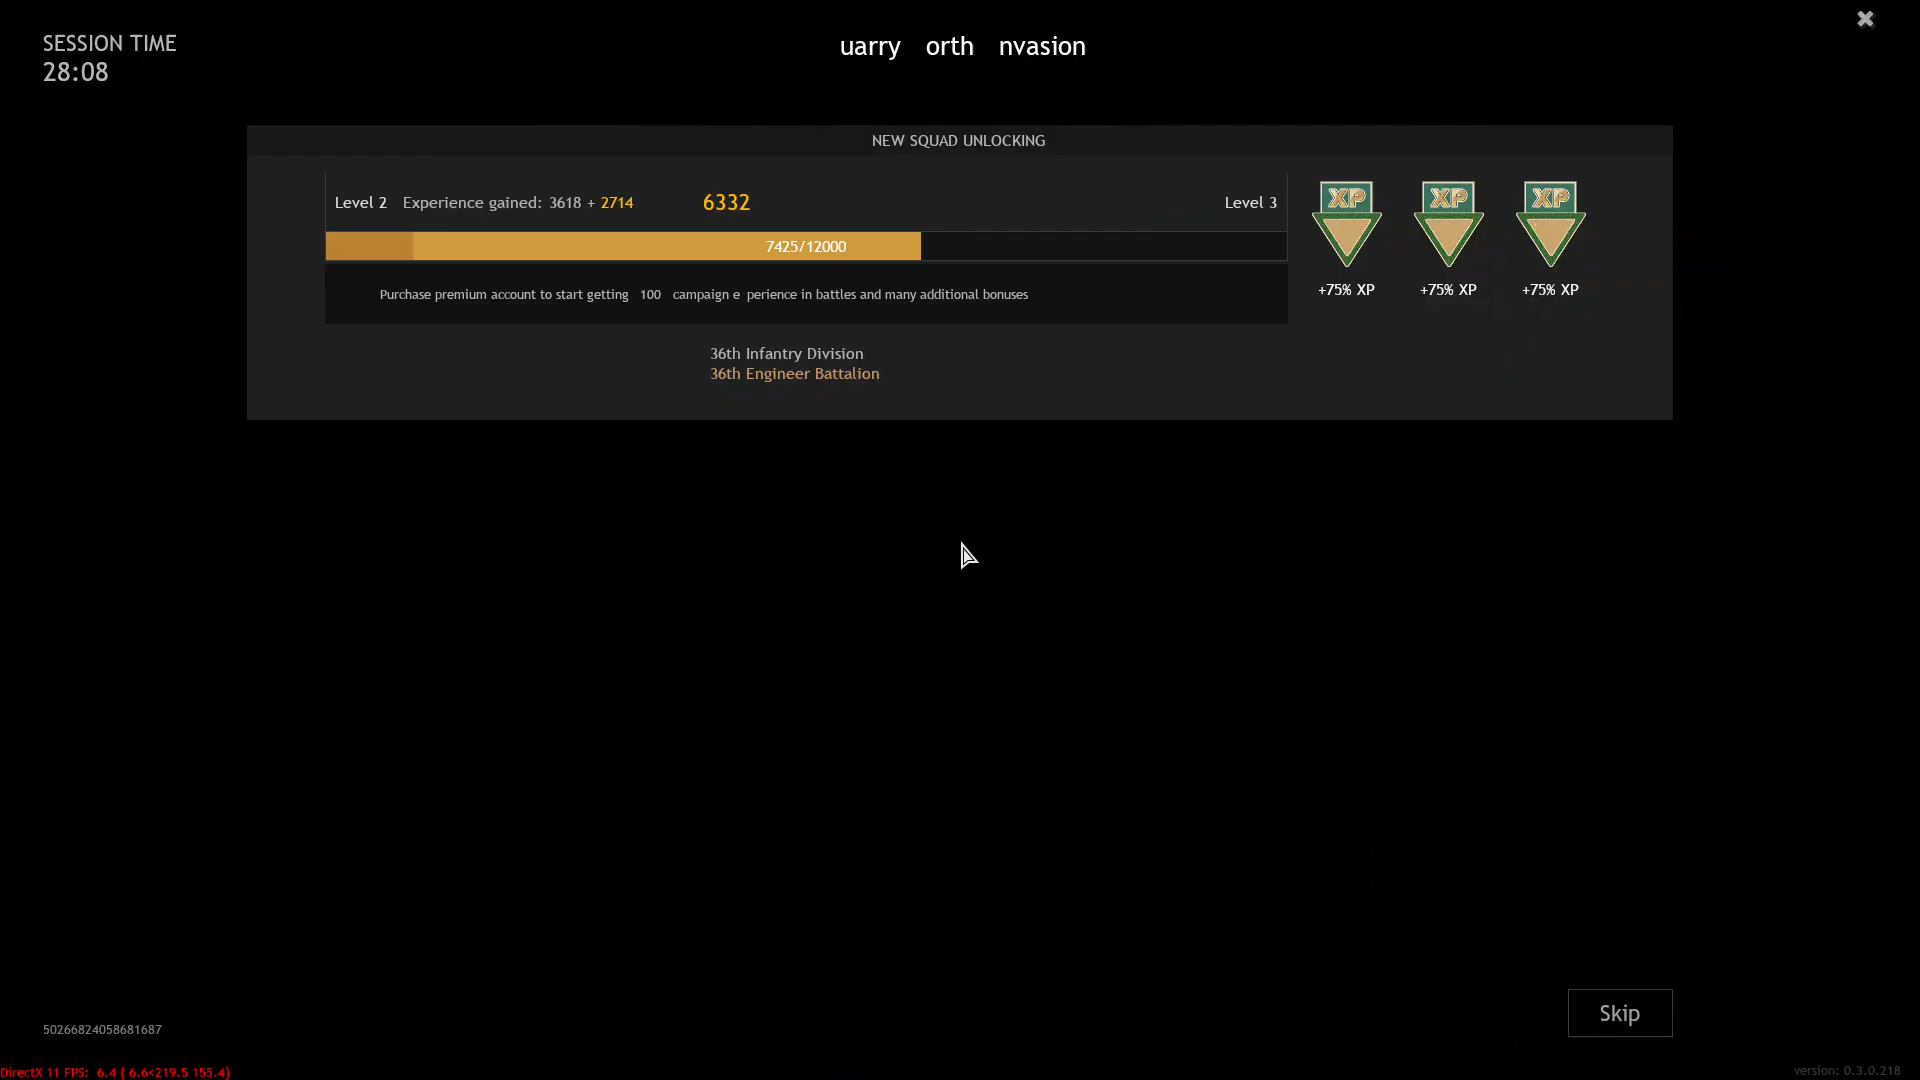 SESSION TIME
28:08
uarry orth nvasion
NEW SQUAD UNLOCKING
Level 2 Experience gained: 3618 + 2714 6332 Level 3
7425/12000
Purchase premium account to start getting 100 campaign e perience in battles and many additional bonuses
XP XP XP
+75% XP +75% XP +75% XP
36th Infantry Division
36th Engineer Battalion
Skip
50266824058681687
DirectX 11 FPS: 6.4 ( 6.6<219.5 155.4)
version: 0.3.0.218